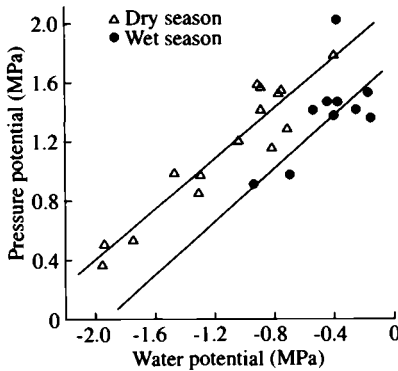 Dry season
Wet season
Pressure potential (MPa)
2.0
1.6
1.2
0.8
0.4
0
-2.0 -1.6 -1.2 -0.8 -0.4 0
Water potential (MPa)